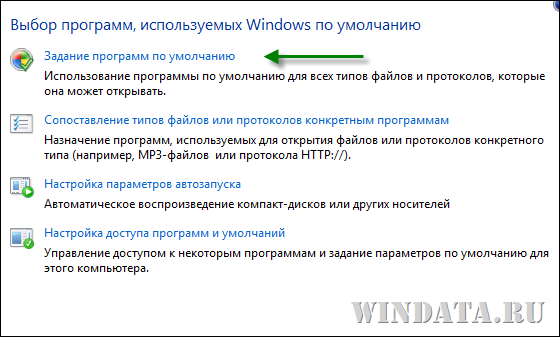 Выбор программ, используемых Windows по умолчанию
Задание программ по умолчанию
Использование программы по умолчанию для всех типов файлов и протоколов, которые
она может открывать.
Сопоставление типов файлов или протоколов конкретным программам
Назначение программ, используемых для открытия файлов или протоколов конкретного
типа (например, MP3-файлов или протокола HTTP://).
Настройка параметров автозапуска
Автоматическое воспроизведение компакт-дисков или других носителей
Настройка доступа программ и умолчаний
Управление доступом к некоторым программам и задание параметров по умолчанию для
этого компьютера.
WINDATA.RU